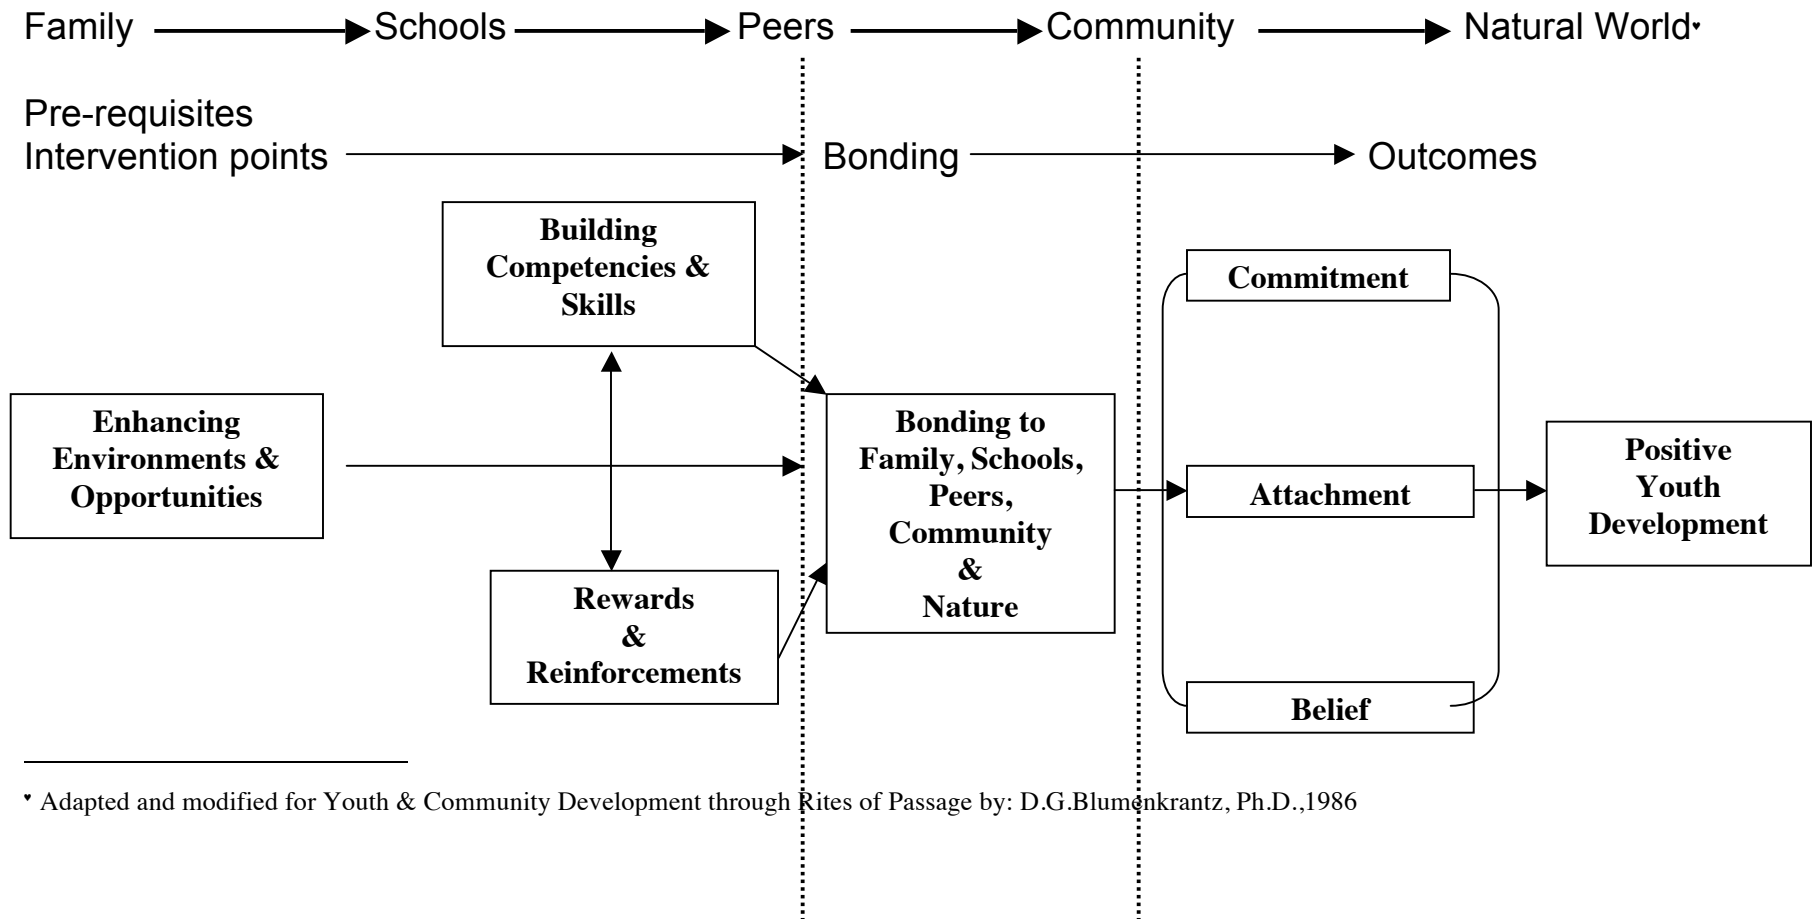 Family Schools Peers Community Natural World♥
Pre-requisites
Intervention points Bonding Outcomes
Building
Competencies &
Skills
Enhancing
Environments &
Opportunities
Rewards
&
Reinforcements
Bonding to
Family, Schools,
Peers,
Community
&
Nature
Commitment
Attachment
Belief
Positive
Youth
Development
♥ Adapted and modified for Youth & Community Development through Rites of Passage by: D.G.Blumenkrantz, Ph.D.,1986